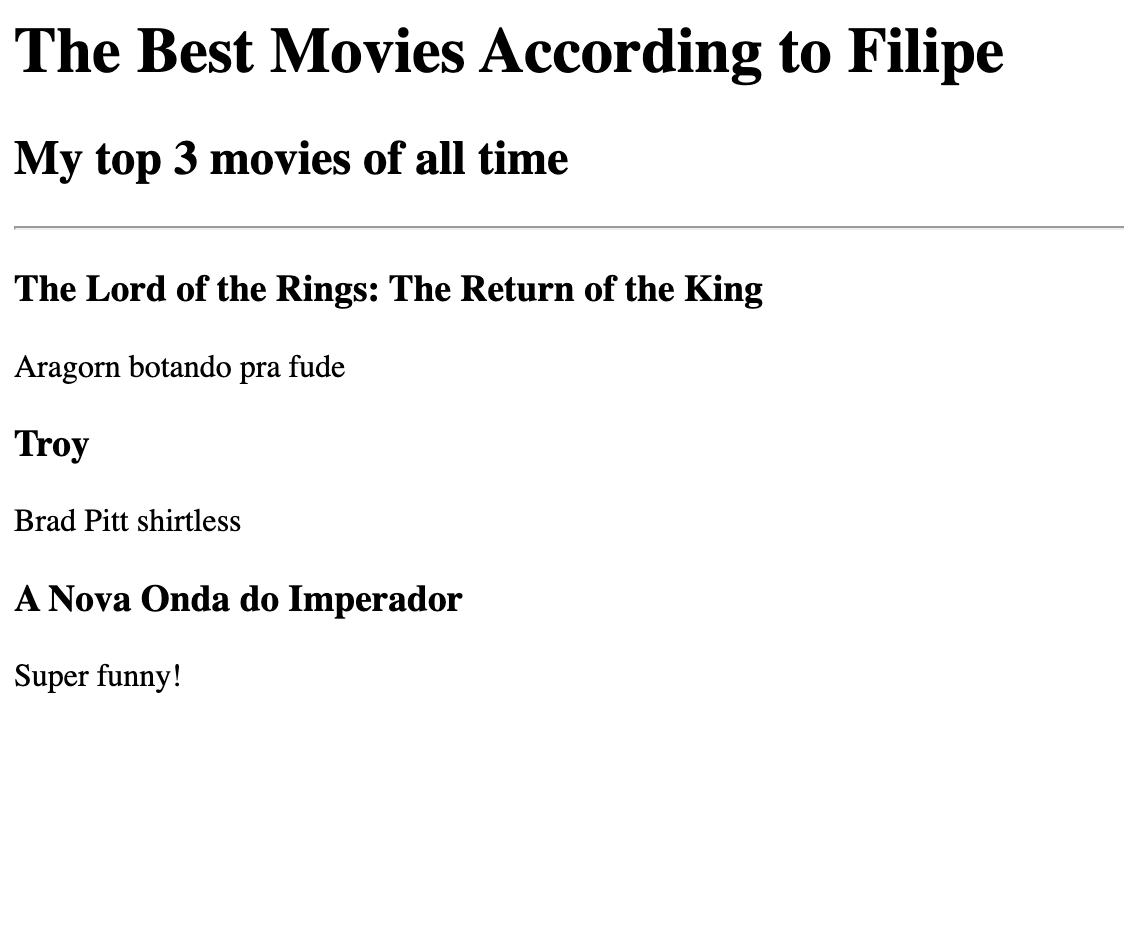 The Best Movies According to Filipe
My top 3 movies of all time
The Lord of the Rings: The Return of the King
Aragorn botando pra fude
Troy
Brad Pitt shirtless
A Nova Onda do Imperador
Super funny!